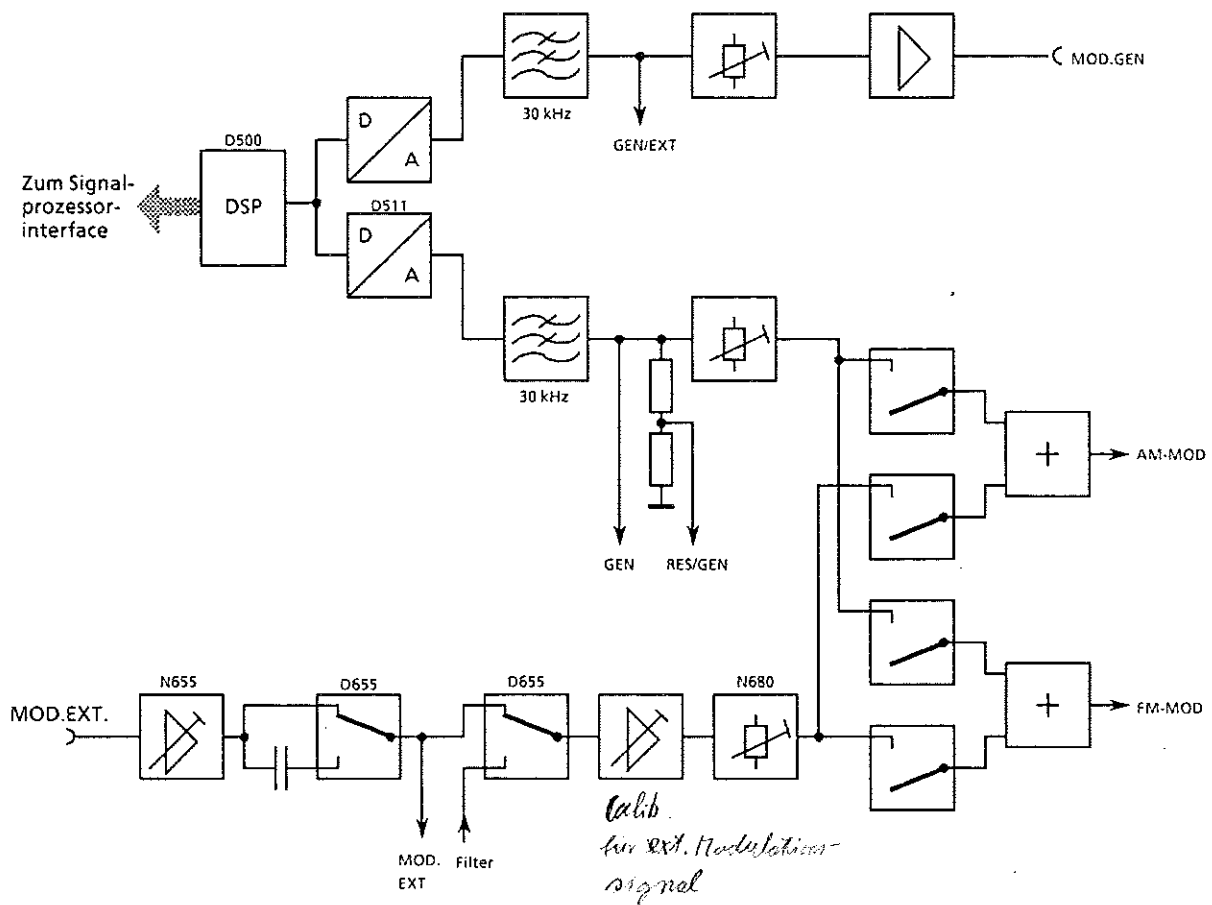 MOD.GEN
30 kHz
GEN/EXT
D500
D
A
Zum Signal-
prozessor-
interface
DSP
D511
D
A
30 kHz
AM-MOD
GEN
RES/GEN
N655
D655
D655
N680
MOD.EXT.
FM-MOD
MOD.
EXT
Filter
Calib.
für ext. Modulations-
signal